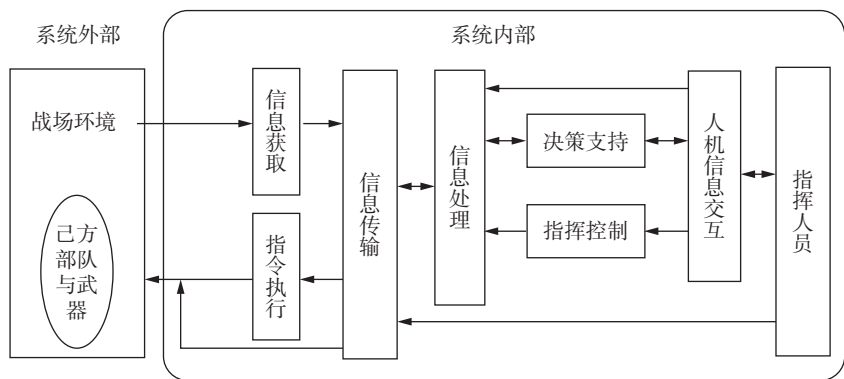 系统外部
系统内部
战场环境
己方
部队
与武
器
信息获取
指令执行
信息传输
信息处理
决策支持
指挥控制
人机信息交互
指挥人员